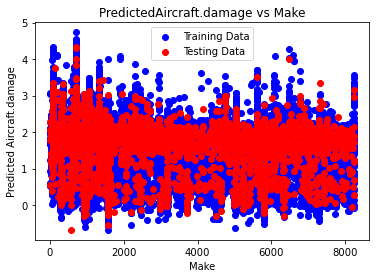 PredictedAircraft.damage vs Make
Training Data
Testing Data
Predicted Aircraft.damage
5
4
3
2
1
0
0
2000
4000
6000
8000
Make